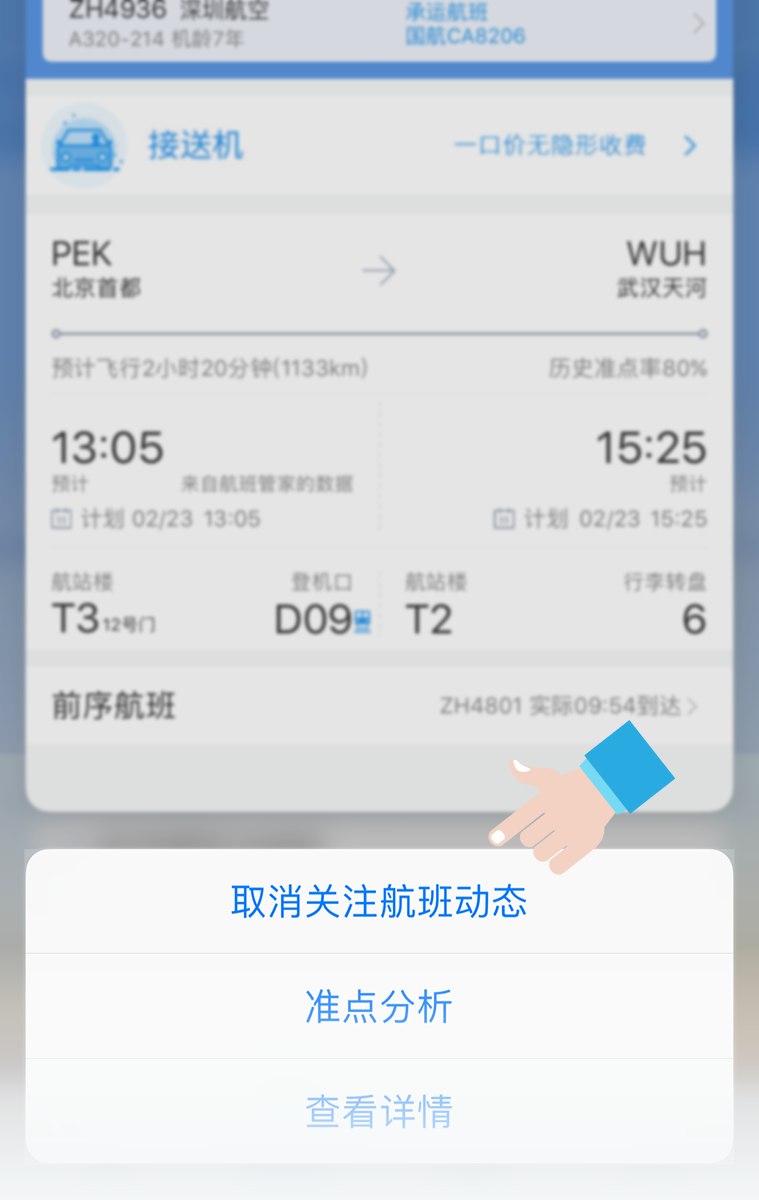 ZH4936 深圳航空
承运航班
A320-214 机龄7年
国航CA8206
接送机
一口价无隐形收费
PEK
WUH
北京首都
武汉天河
预计飞行2小时20分钟(1133km)
历史准点率80%
13:05
15:25
预计
来自航班管家的数据
预计
计划 02/23 13:05
计划 02/23 15:25
航站楼
登机口
航站楼
行李转盘
T3 12号门
D09
T2
6
前序航班
ZH4801 实际09:54到达
取消关注航班动态
准点分析
查看详情